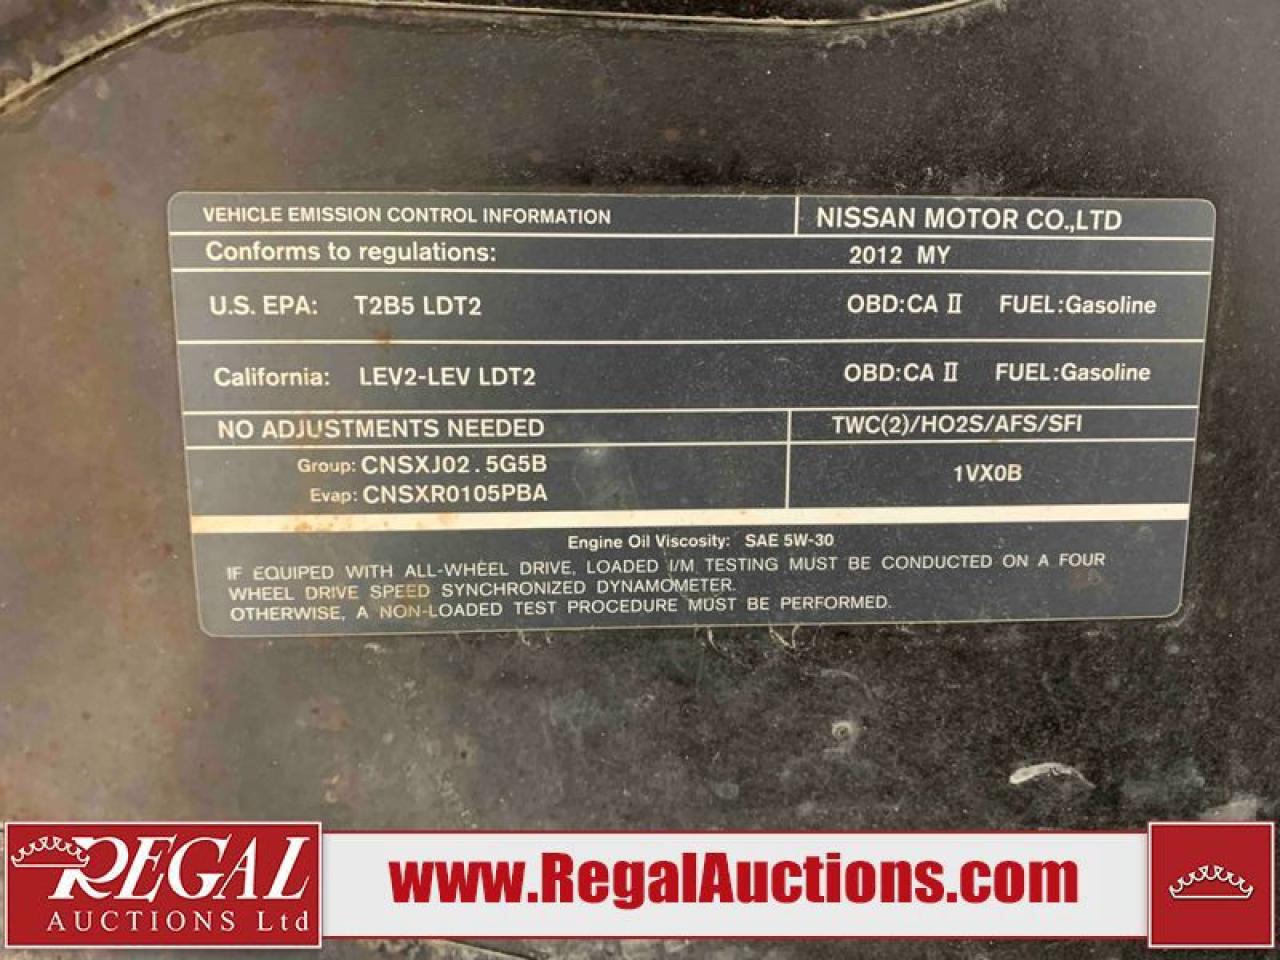 VEHICLE EMISSION CONTROL INFORMATION
NISSAN MOTOR CO.,LTD
Conforms to regulations:
2012 MY
U.S. EPA: T2B5 LDT2
OBD:CA II FUEL:Gasoline
California: LEV2-LEV LDT2
OBD:CA II FUEL:Gasoline
NO ADJUSTMENTS NEEDED
TWC(2)/HO2S/AFS/SFI
Group: CNSXJ02.5G5B
Evap: CNSXR0105PBA
1VX0B
Engine Oil Viscosity: SAE 5W-30
IF EQUIPED WITH ALL-WHEEL DRIVE, LOADED I/M TESTING MUST BE CONDUCTED ON A FOUR
WHEEL DRIVE SPEED SYNCHRONIZED DYNAMOMETER.
OTHERWISE, A NON-LOADED TEST PROCEDURE MUST BE PERFORMED.
REGAL
AUCTIONS Ltd
www.RegalAuctions.com